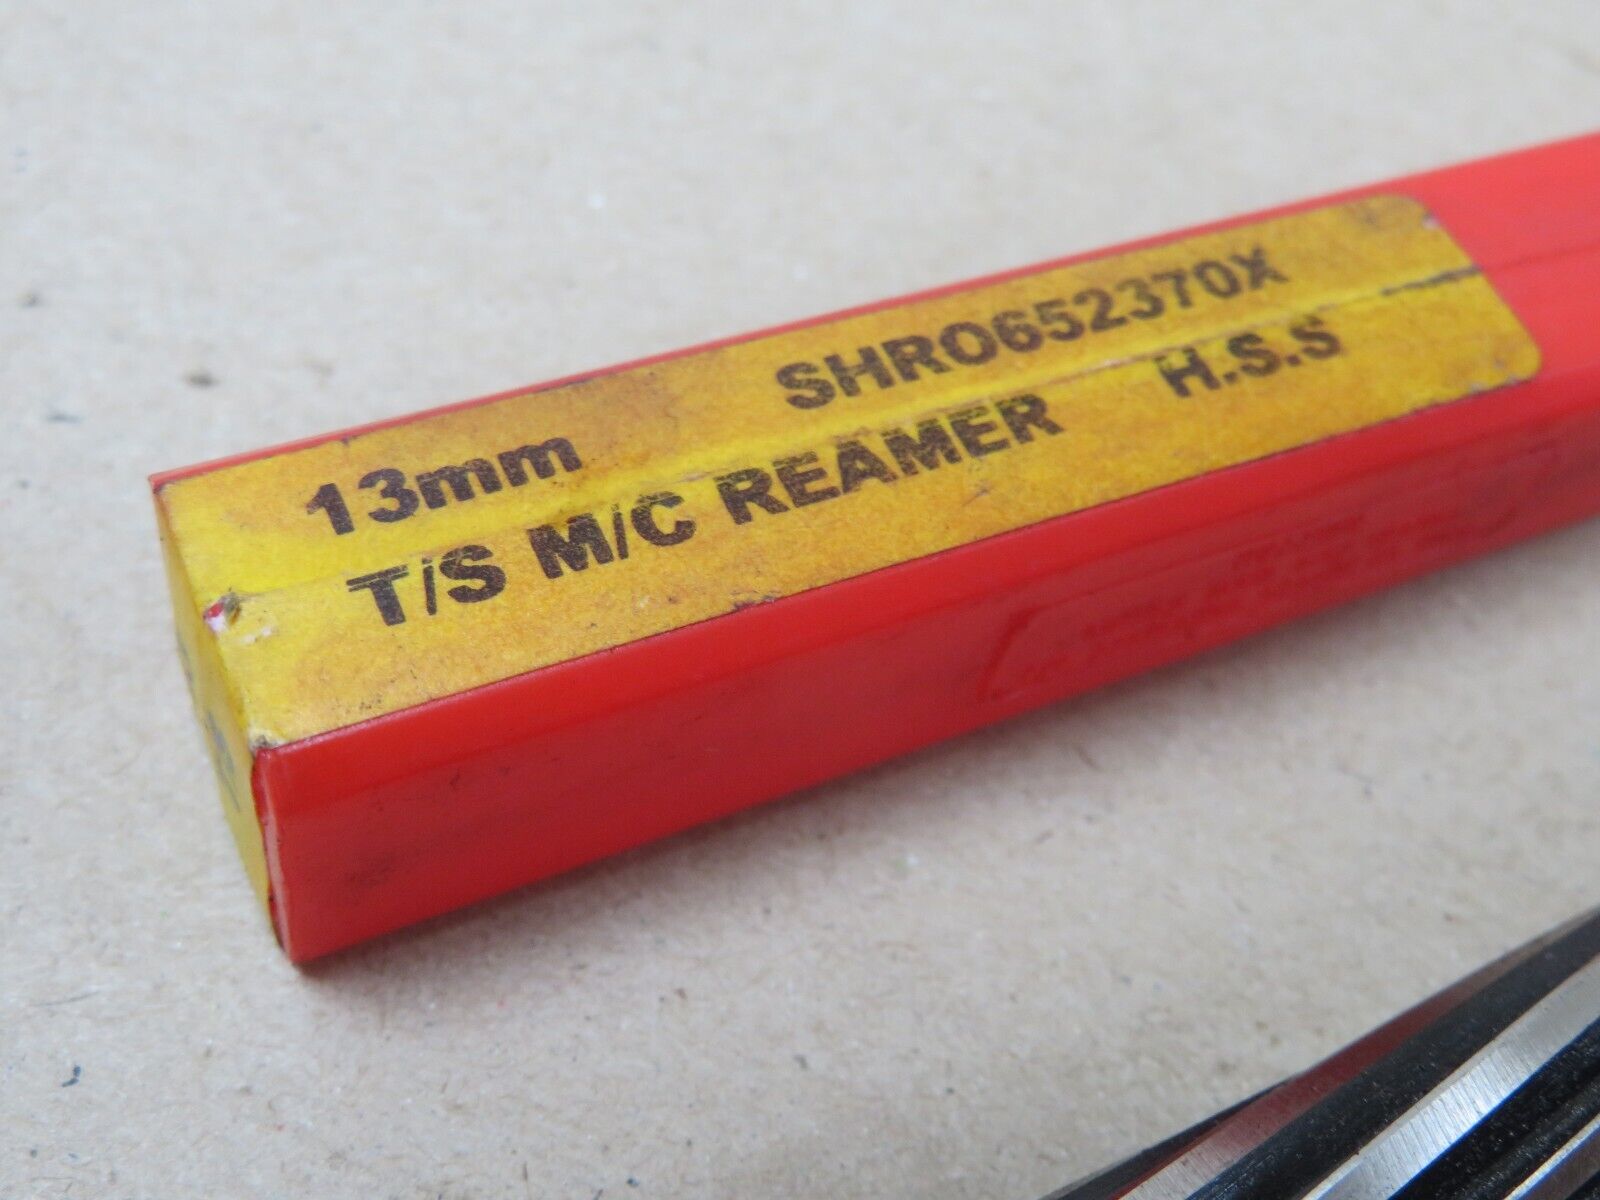 13mm SHRO652370X
T/S M/C REAMER H.S.S